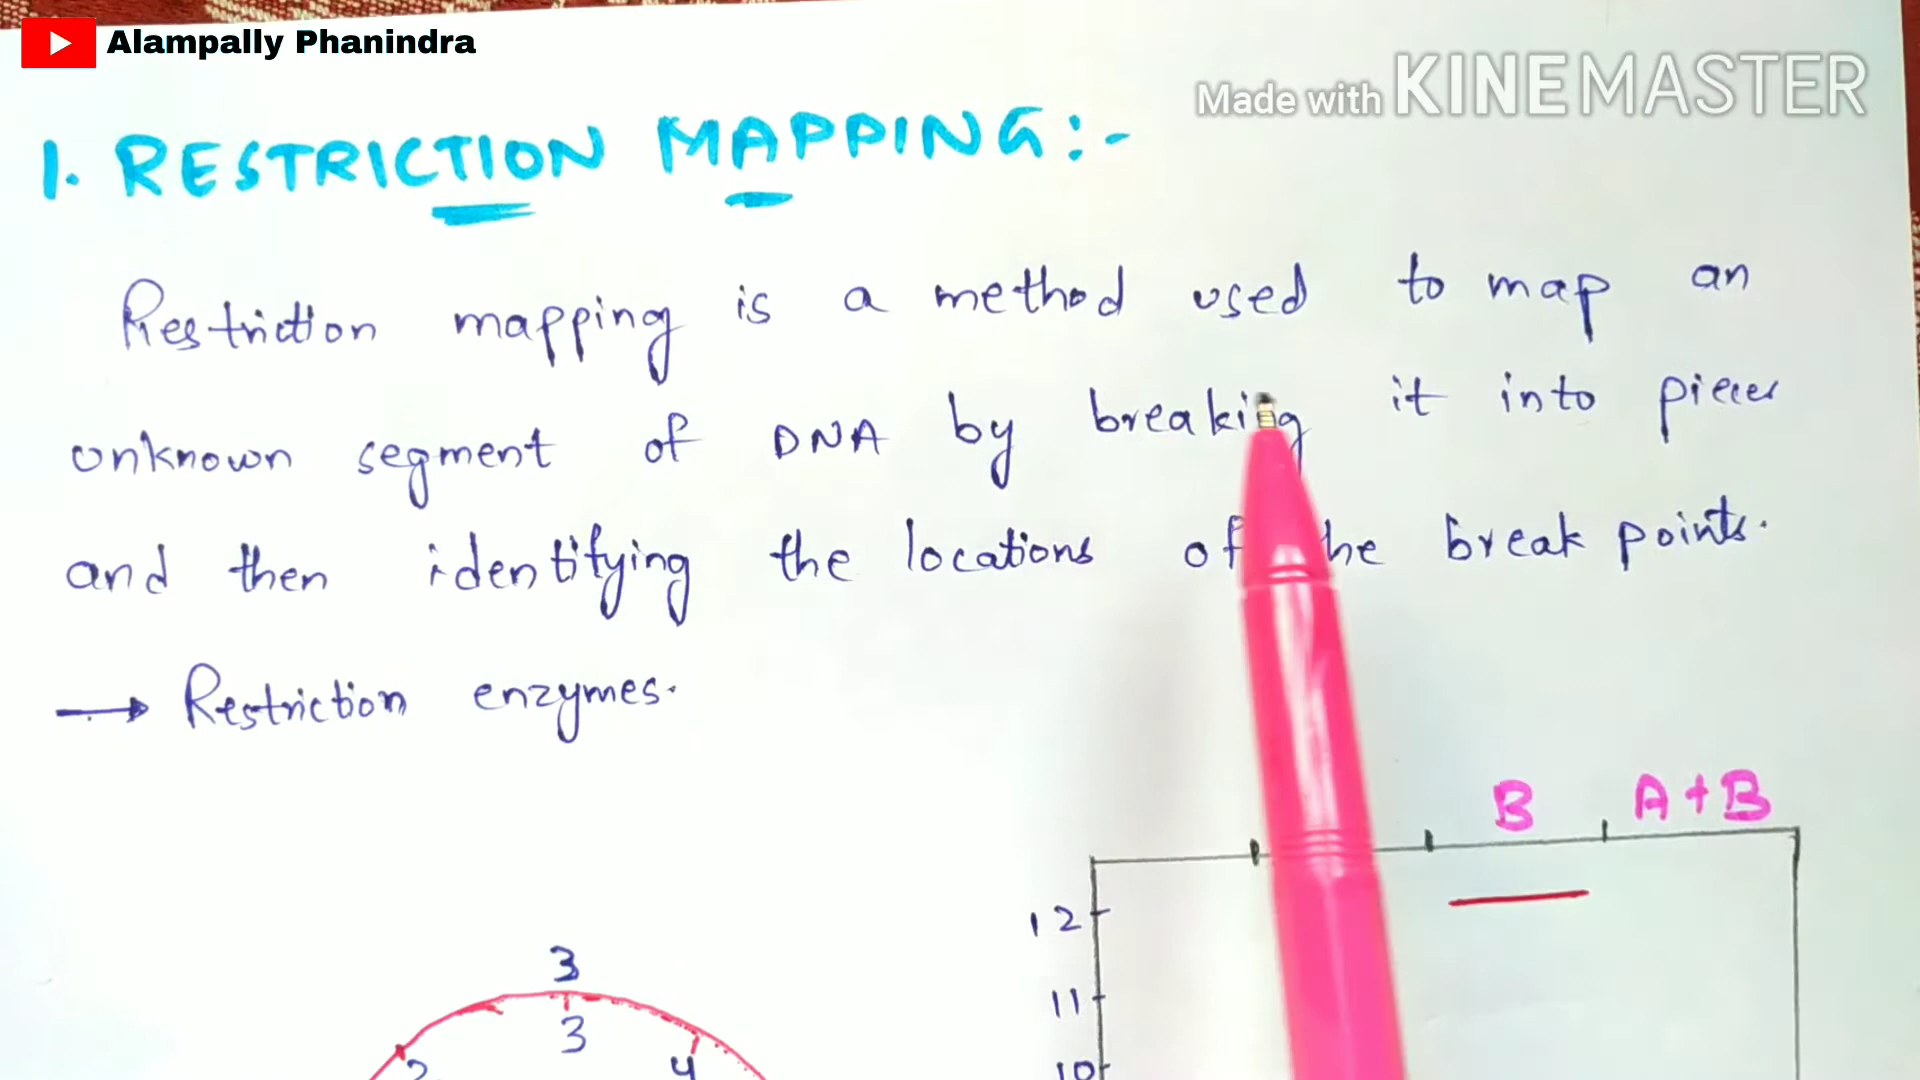 Alampally Phanindra
Made with KINEMASTER
1. RESTRICTION MAPPING:-
Restriction mapping is a method used to map an
unknown segment of DNA by breaking it into pieces
and then identifying the locations of the break points.
→ Restriction enzymes.
B A+B
12
11
10
3
3
2
4